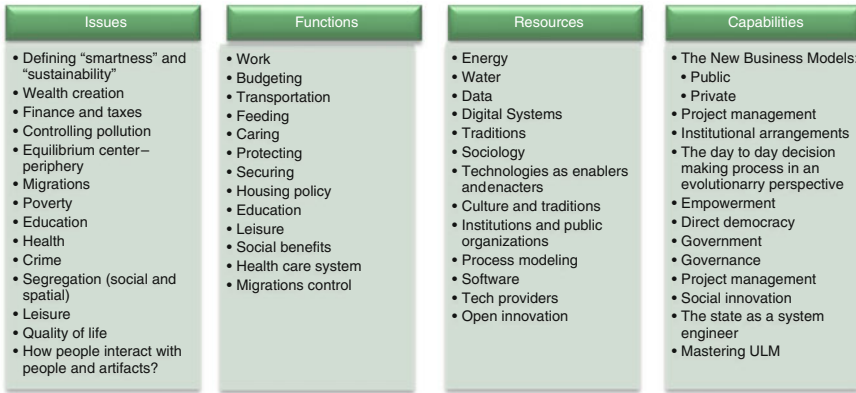 Issues
• Defining “smartness” and
“sustainability”
• Wealth creation
• Finance and taxes
• Controlling pollution
• Equilibrium center–
periphery
• Migrations
• Poverty
• Education
• Health
• Crime
• Segregation (social and
spatial)
• Leisure
• Quality of life
• How people interact with
people and artifacts?
Functions
• Work
• Budgeting
• Transportation
• Feeding
• Caring
• Protecting
• Securing
• Housing policy
• Education
• Leisure
• Social benefits
• Health care system
• Migrations control
Resources
• Energy
• Water
• Data
• Digital Systems
• Traditions
• Sociology
• Technologies as enablers
andenacters
• Culture and traditions
• Institutions and public
organizations
• Process modeling
• Software
• Tech providers
• Open innovation
Capabilities
• The New Business Models:
• Public
• Private
• Project management
• Institutional arrangements
• The day to day decision
making process in an
evolutionarry perspective
• Empowerment
• Direct democracy
• Government
• Governance
• Project management
• Social innovation
• The state as a system
engineer
• Mastering ULM